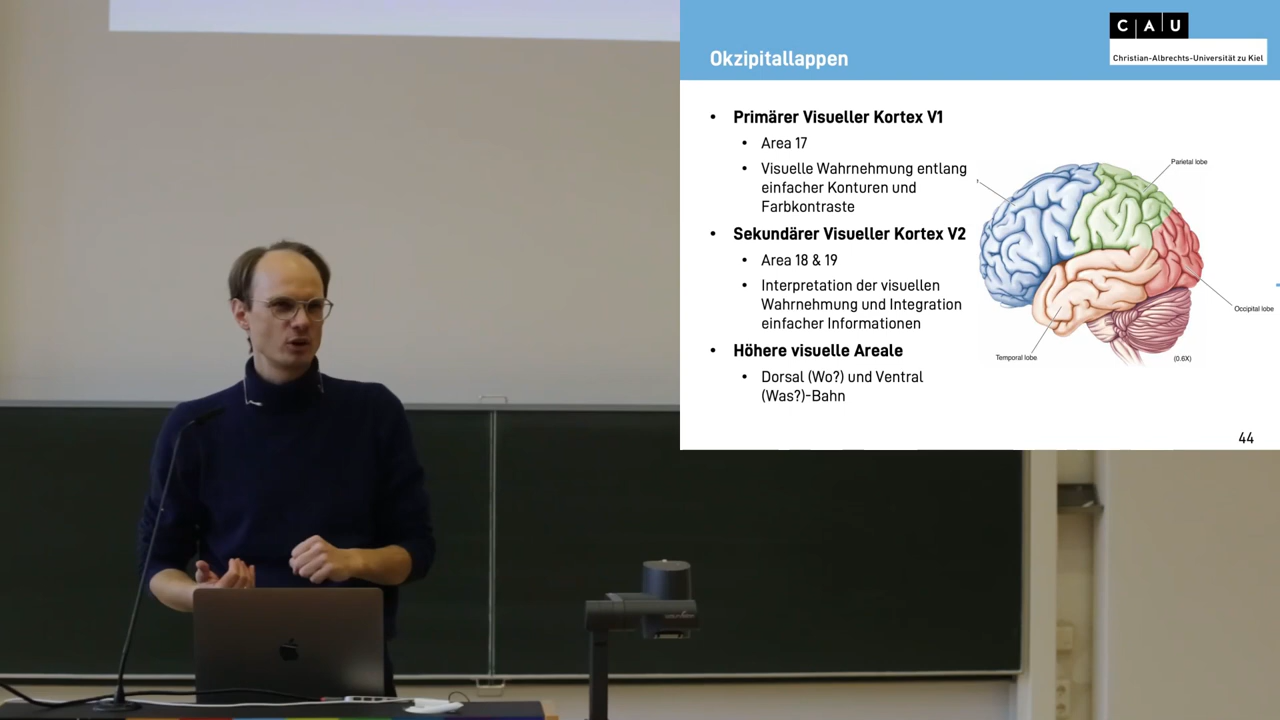 Okzipitallappen
C A U
Christian-Albrechts-Universität zu Kiel
• Primärer Visueller Kortex V1
• Area 17
• Visuelle Wahrnehmung entlang
einfacher Konturen und
Farbkontraste
• Sekundärer Visueller Kortex V2
• Area 18 & 19
• Interpretation der visuellen
Wahrnehmung und Integration
einfacher Informationen
• Höhere visuelle Areale
• Dorsal (Wo?) und Ventral
(Was?)-Bahn
Parietal lobe
Occipital lobe
Temporal lobe
(0.6X)
44